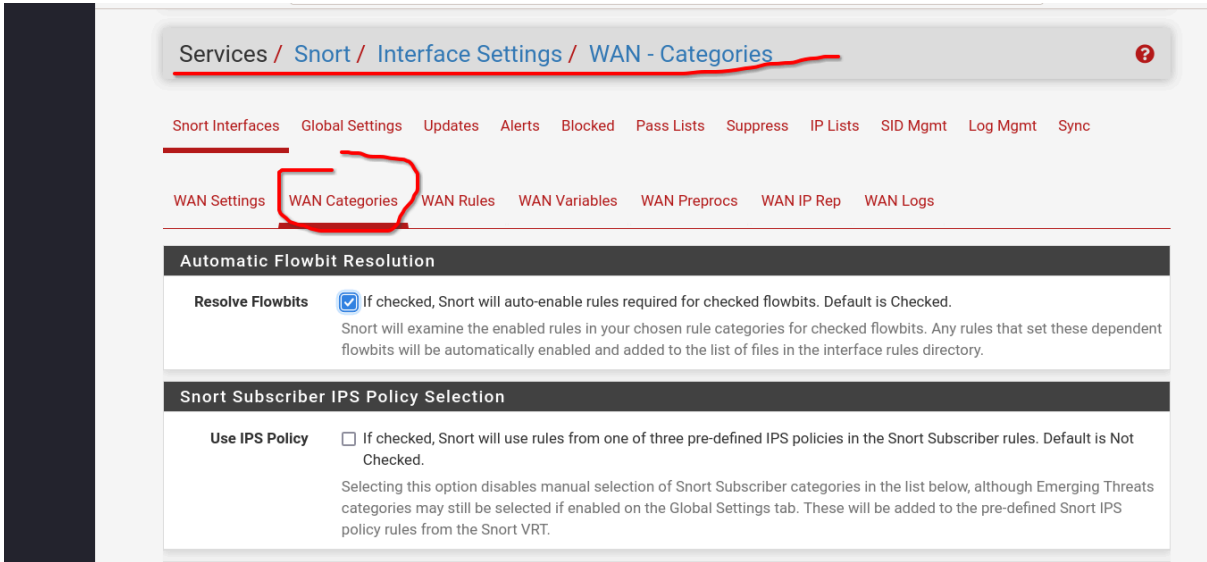 Services / Snort / Interface Settings / WAN - Categories
Snort Interfaces Global Settings Updates Alerts Blocked Pass Lists Suppress IP Lists SID Mgmt Log Mgmt Sync
WAN Settings WAN Categories WAN Rules WAN Variables WAN Preprocs WAN IP Rep WAN Logs
Automatic Flowbit Resolution
Resolve Flowbits If checked, Snort will auto-enable rules required for checked flowbits. Default is Checked.
Snort will examine the enabled rules in your chosen rule categories for checked flowbits. Any rules that set these dependent
flowbits will be automatically enabled and added to the list of files in the interface rules directory.
Snort Subscriber IPS Policy Selection
Use IPS Policy If checked, Snort will use rules from one of three pre-defined IPS policies in the Snort Subscriber rules. Default is Not
Checked.
Selecting this option disables manual selection of Snort Subscriber categories in the list below, although Emerging Threats
categories may still be selected if enabled on the Global Settings tab. These will be added to the pre-defined Snort IPS
policy rules from the Snort VRT.